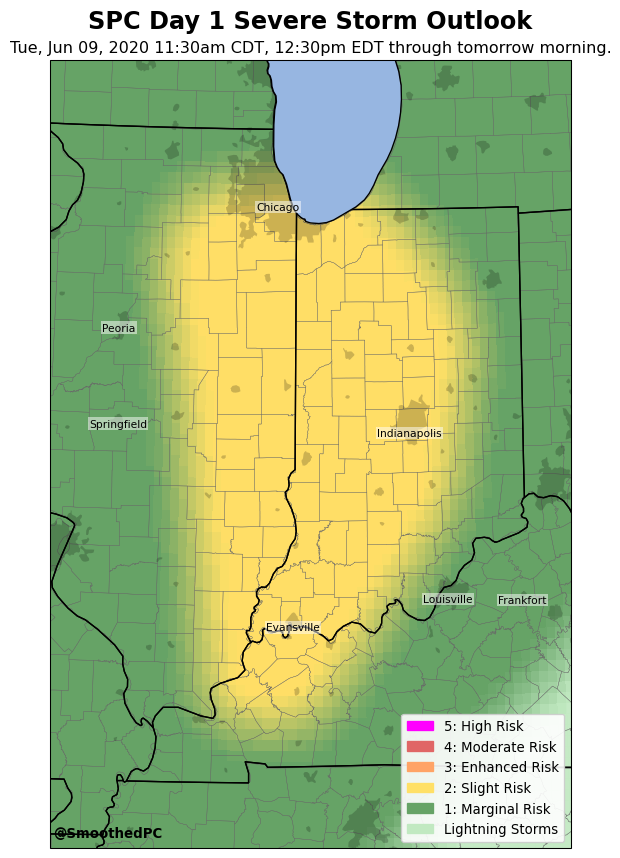 SPC Day 1 Severe Storm Outlook
Tue, Jun 09, 2020 11:30am CDT, 12:30pm EDT through tomorrow morning.
Chicago
Peoria
Springfield
Indianapolis
Louisville
Frankfort
Evansville
5: High Risk
4: Moderate Risk
3: Enhanced Risk
2: Slight Risk
1: Marginal Risk
Lightning Storms
@SmoothedPC